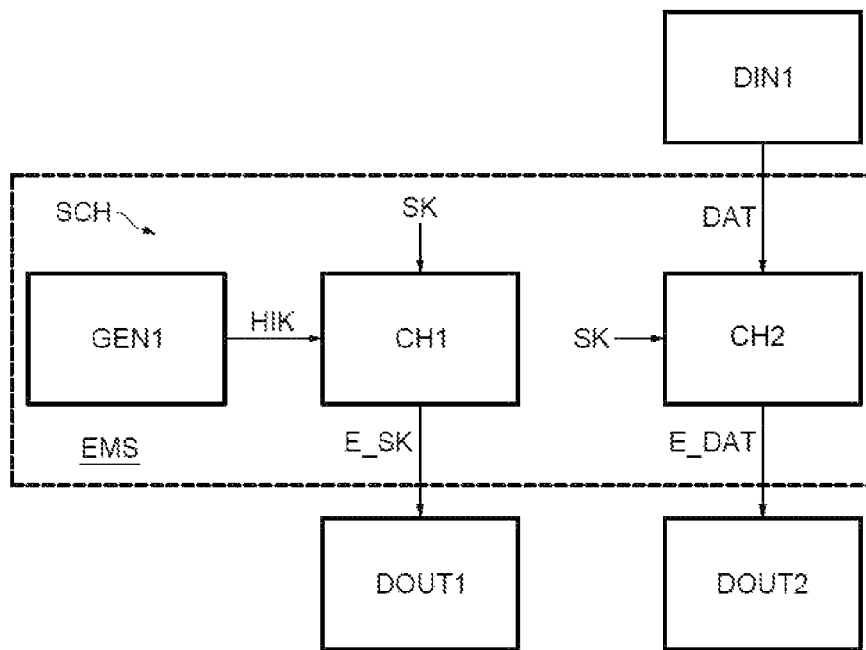 DIN1
SCH
SK
DAT
GEN1
HIK
CH1
SK
CH2
EMS
E_SK
E_DAT
DOUT1
DOUT2